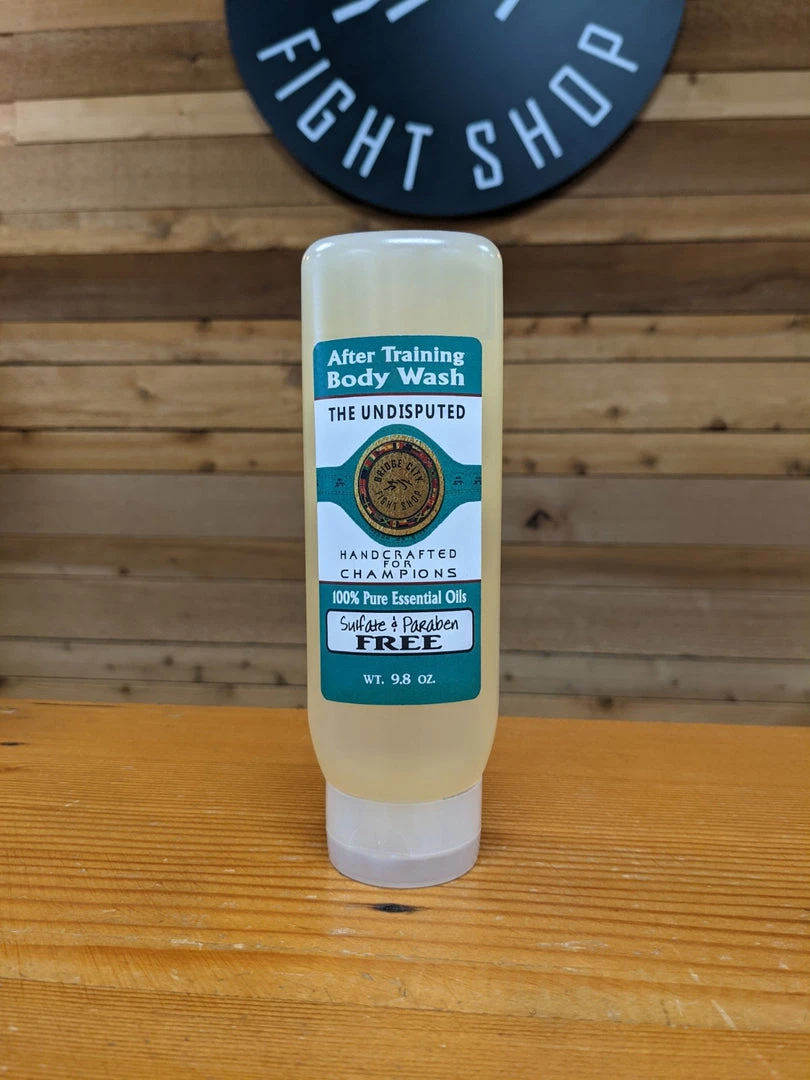 FIGHT SHOP
After Training
Body Wash
THE UNDISPUTED
BRIDGE CITY
FIGHT SHOP
HANDCRAFTED
FOR
CHAMPIONS
100% Pure Essential Oils
Sulfate & Paraben
FREE
WT. 9.8 OZ.